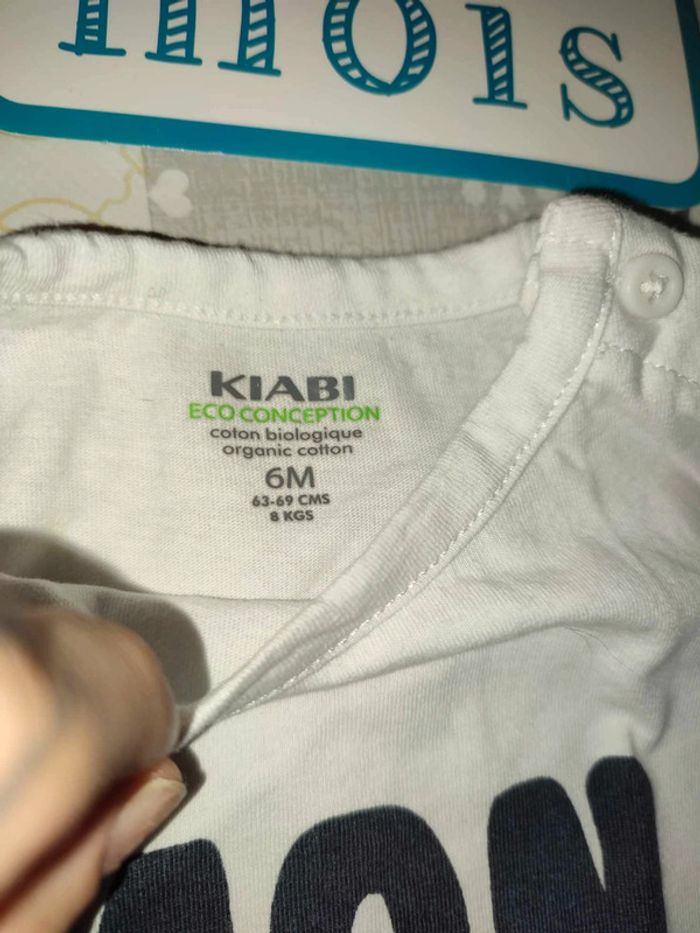 mois
KIABI
ECO CONCEPTION
coton biologique
organic cotton
6M
63-69 CMS
8 KGS